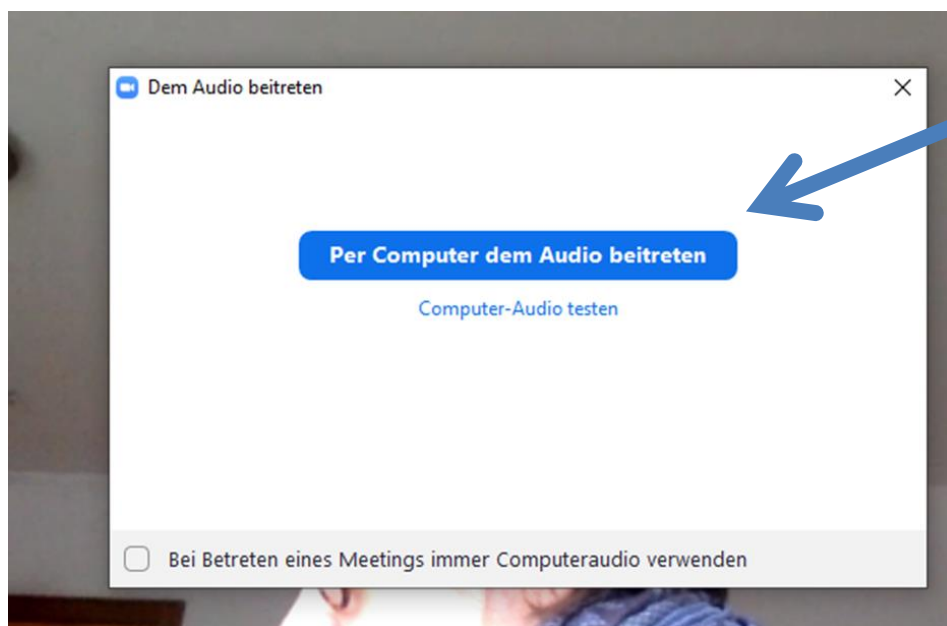 Dem Audio beitreten
Per Computer dem Audio beitreten
Computer-Audio testen
Bei Betreten eines Meetings immer Computeraudio verwenden